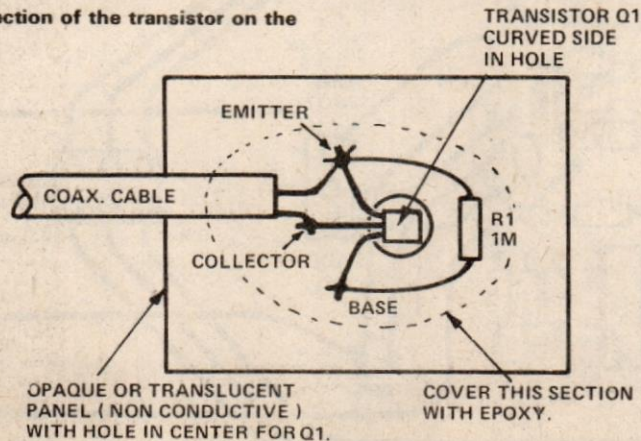 ection of the transistor on the
TRANSISTOR Q1
CURVED SIDE
IN HOLE
EMITTER
COAX. CABLE
R1
1M
COLLECTOR
BASE
OPAQUE OR TRANSLUCENT
PANEL ( NON CONDUCTIVE )
WITH HOLE IN CENTER FOR Q1.
COVER THIS SECTION
WITH EPOXY.